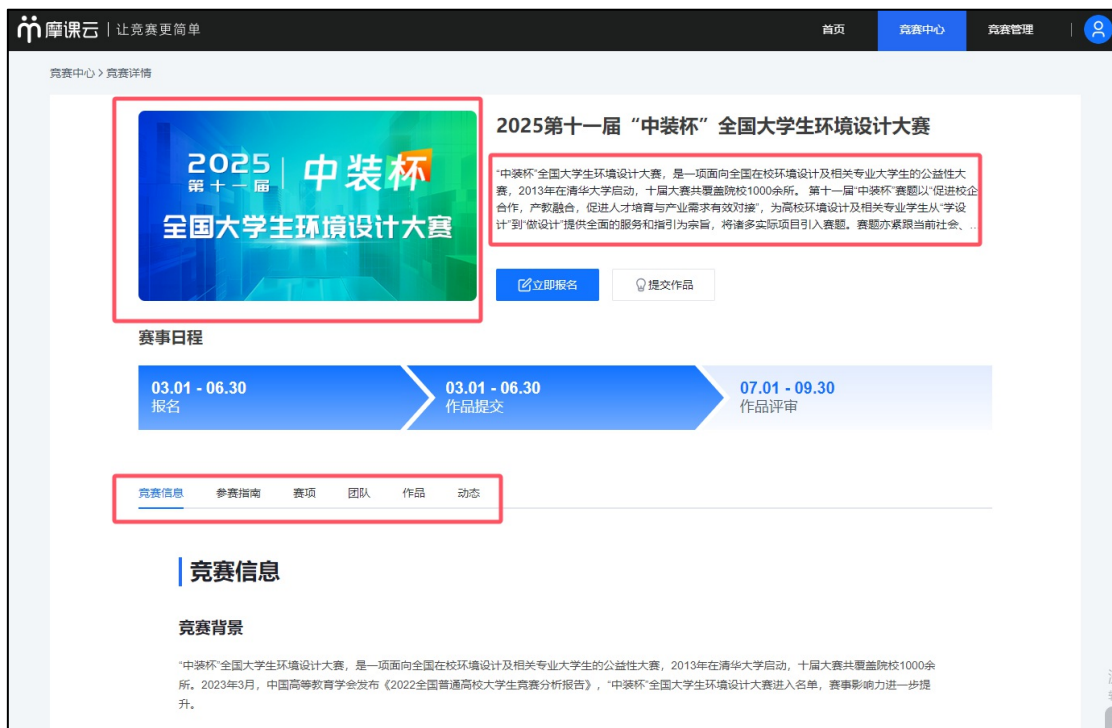 摩课云 | 让竞赛更简单
首页
竞赛中心
竞赛管理
竞赛中心 > 竞赛详情
2025
第十一届
中装杯
全国大学生环境设计大赛
2025第十一届“中装杯”全国大学生环境设计大赛
“中装杯”全国大学生环境设计大赛，是一项面向全国在校环境设计及相关专业大学生的公益性大
赛，2013年在清华大学启动，十届大赛共覆盖院校1000余所。 第十一届“中装杯”赛题以“促进校企
合作，产教融合，促进人才培育与产业需求有效对接”，为高校环境设计及相关专业学生从“学设
计”到“做设计”提供全面的服务和指引为宗旨，将诸多实际项目引入赛题。赛题亦紧跟当前社会、...
立即报名
提交作品
赛事日程
03.01 - 06.30
报名
03.01 - 06.30
作品提交
07.01 - 09.30
作品评审
竞赛信息
参赛指南
赛项
团队
作品
动态
竞赛信息
竞赛背景
“中装杯”全国大学生环境设计大赛，是一项面向全国在校环境设计及相关专业大学生的公益性大赛，2013年在清华大学启动，十届大赛共覆盖院校1000余
所。2023年3月，中国高等教育学会发布《2022全国普通高校大学生竞赛分析报告》，“中装杯”全国大学生环境设计大赛进入名单，赛事影响力进一步提
升。